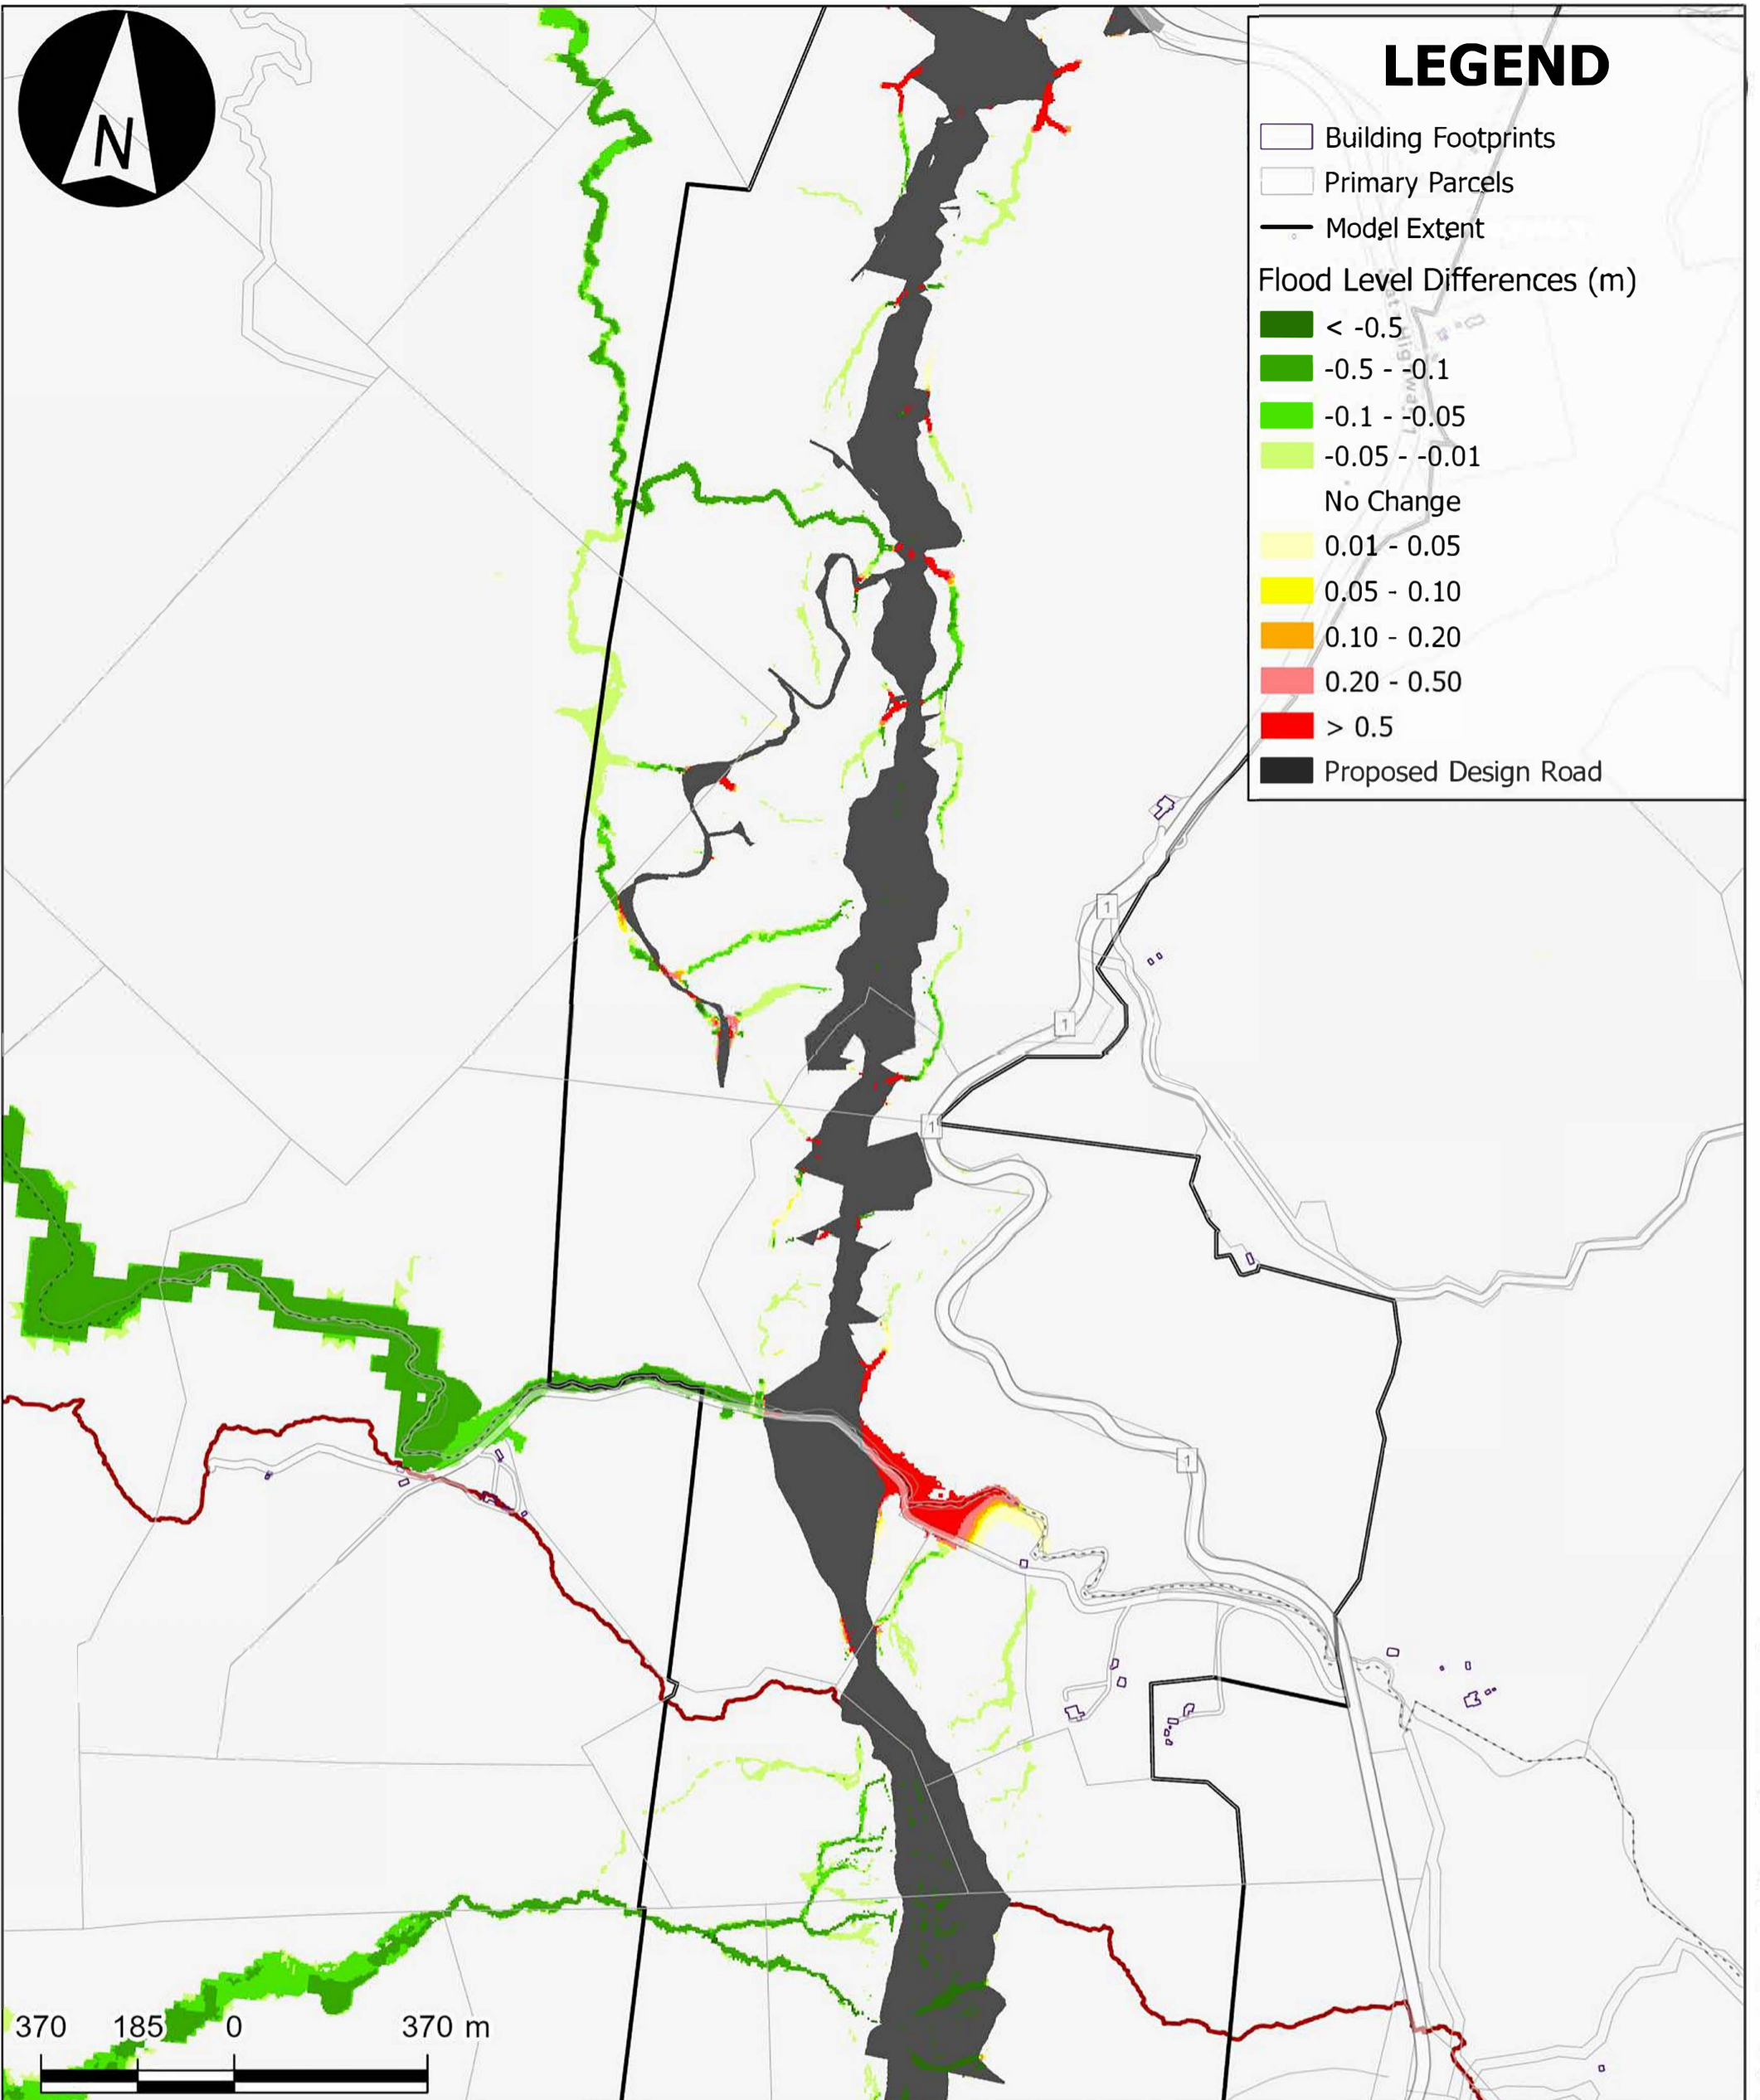 N
LEGEND
Building Footprints
Primary Parcels
Model Extent
Flood Level Differences (m)
< -0.5
-0.5 - -0.1
-0.1 - -0.05
-0.05 - -0.01
No Change
0.01 - 0.05
0.05 - 0.10
0.10 - 0.20
0.20 - 0.50
> 0.5
Proposed Design Road
1
1
1
1
370 185 0 370 m